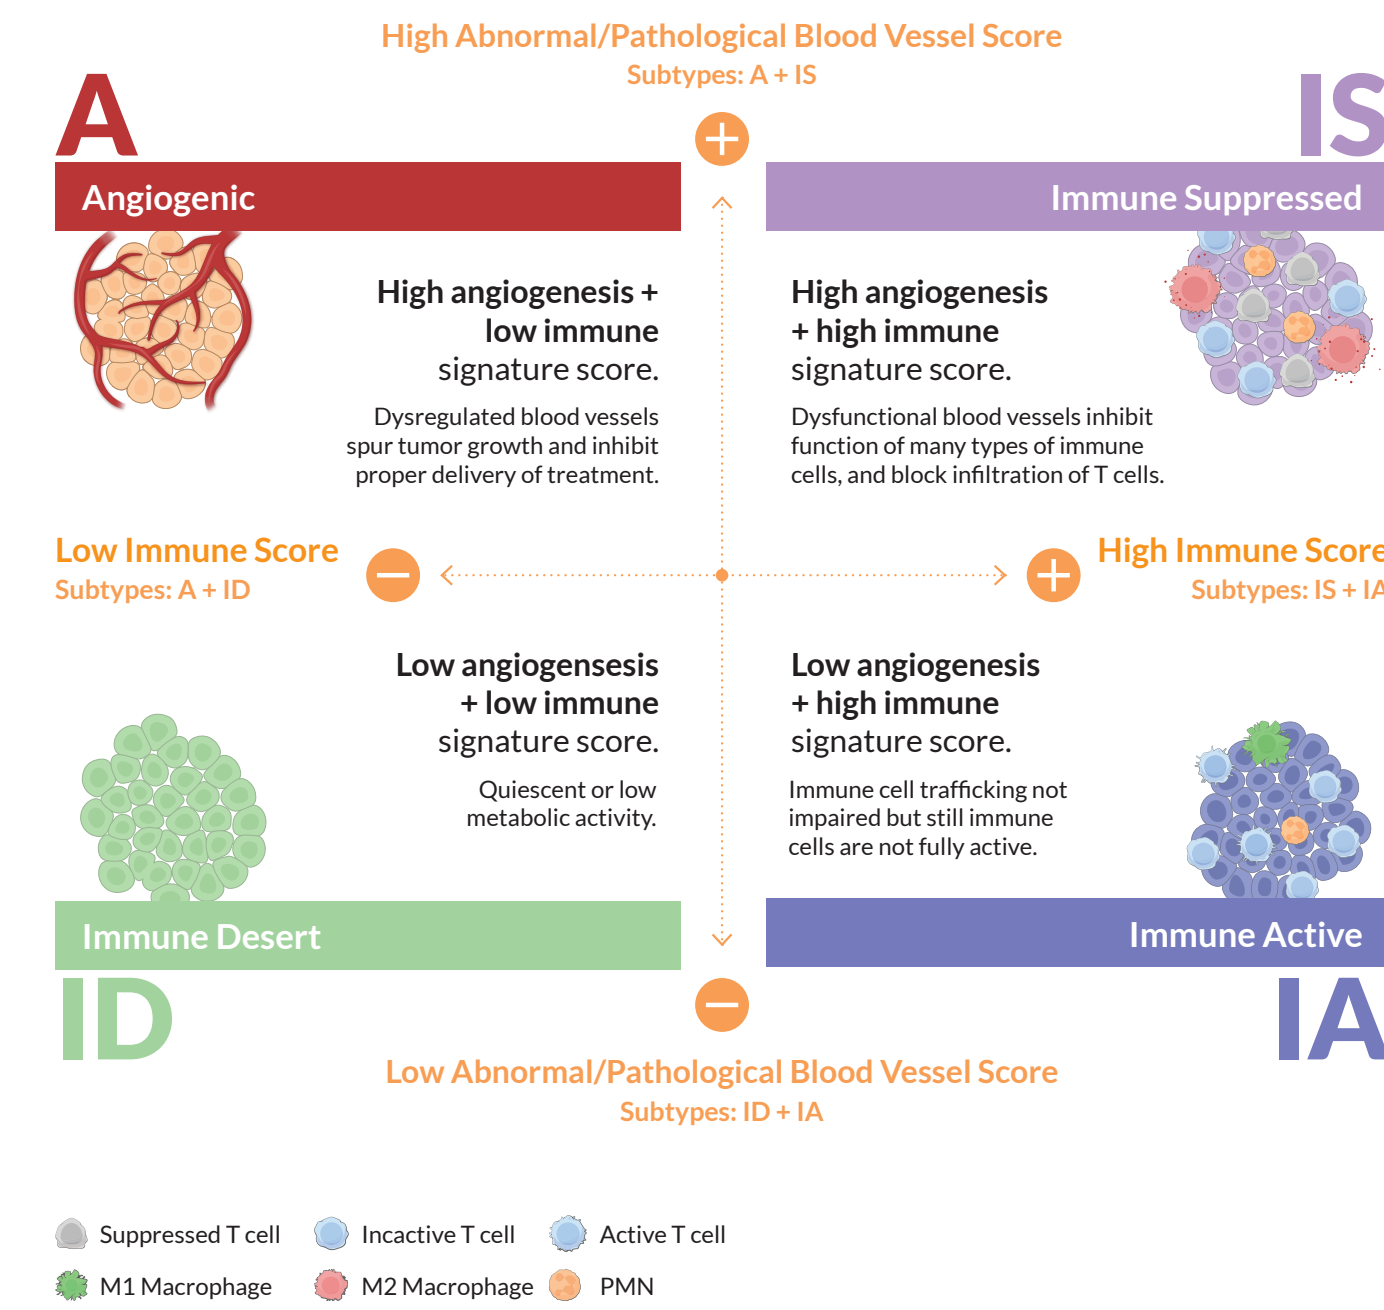 High Abnormal/Pathological Blood Vessel Score
Subtypes: A + IS
A
IS
Angiogenic
Immune Suppressed
High angiogenesis +
low immune
signature score.
Dysregulated blood vessels
spur tumor growth and inhibit
proper delivery of treatment.
High angiogenesis
+ high immune
signature score.
Dysfunctional blood vessels inhibit
function of many types of immune
cells, and block infiltration of T cells.
Low Immune Score
Subtypes: A + ID
High Immune Score
Subtypes: IS + IA
Low angiogensesis
+ low immune
signature score.
Quiescent or low
metabolic activity.
Low angiogenesis
+ high immune
signature score.
Immune cell trafficking not
impaired but still immune
cells are not fully active.
Immune Desert
Immune Active
ID
IA
Low Abnormal/Pathological Blood Vessel Score
Subtypes: ID + IA
Suppressed T cell
Incactive T cell
Active T cell
M1 Macrophage
M2 Macrophage
PMN